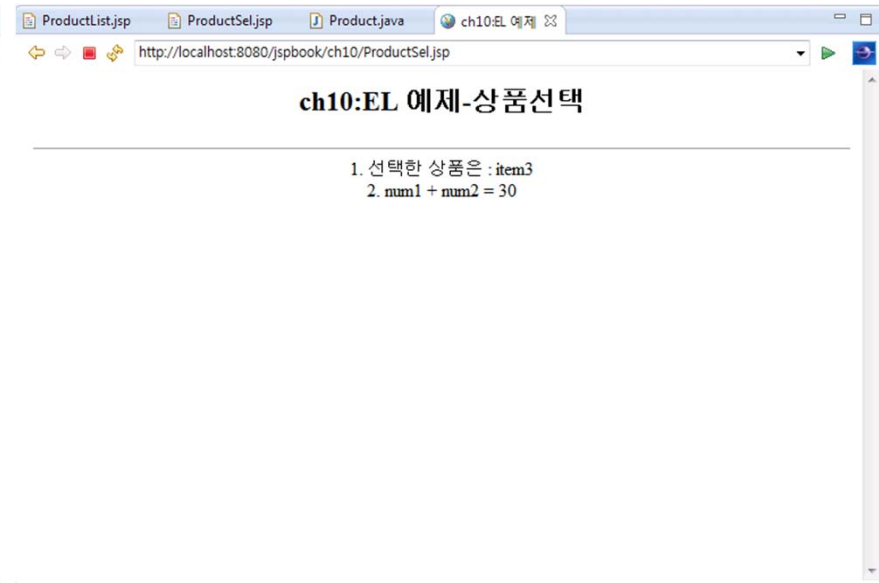 ProductList.jsp ProductSel.jsp Product.java ch10:EL 예제
http://localhost:8080/jspbook/ch10/ProductSel.jsp
ch10:EL 예제-상품선택
1. 선택한 상품은 : item3
2. num1 + num2 = 30